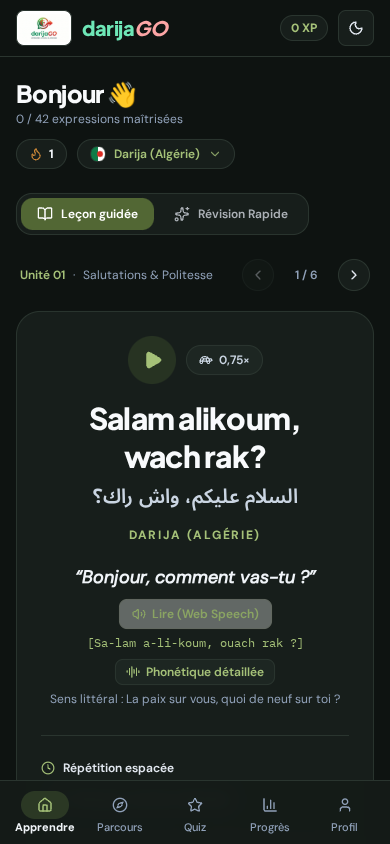 darijaGO
darijaGO
0 XP
Bonjour 👋
0 / 42 expressions maîtrisées
1
Darija (Algérie)
Leçon guidée
Révision Rapide
Unité 01 · Salutations & Politesse
1 / 6
0,75×
Salam alikoum,
wach rak?
السلام عليكم، واش راك؟
DARIJA (ALGÉRIE)
“Bonjour, comment vas-tu ?”
Lire (Web Speech)
[Sa-lam a-li-koum, ouach rak ?]
Phonétique détaillée
Sens littéral : La paix sur vous, quoi de neuf sur toi ?
Répétition espacée
Apprendre
Parcours
Quiz
Progrès
Profil